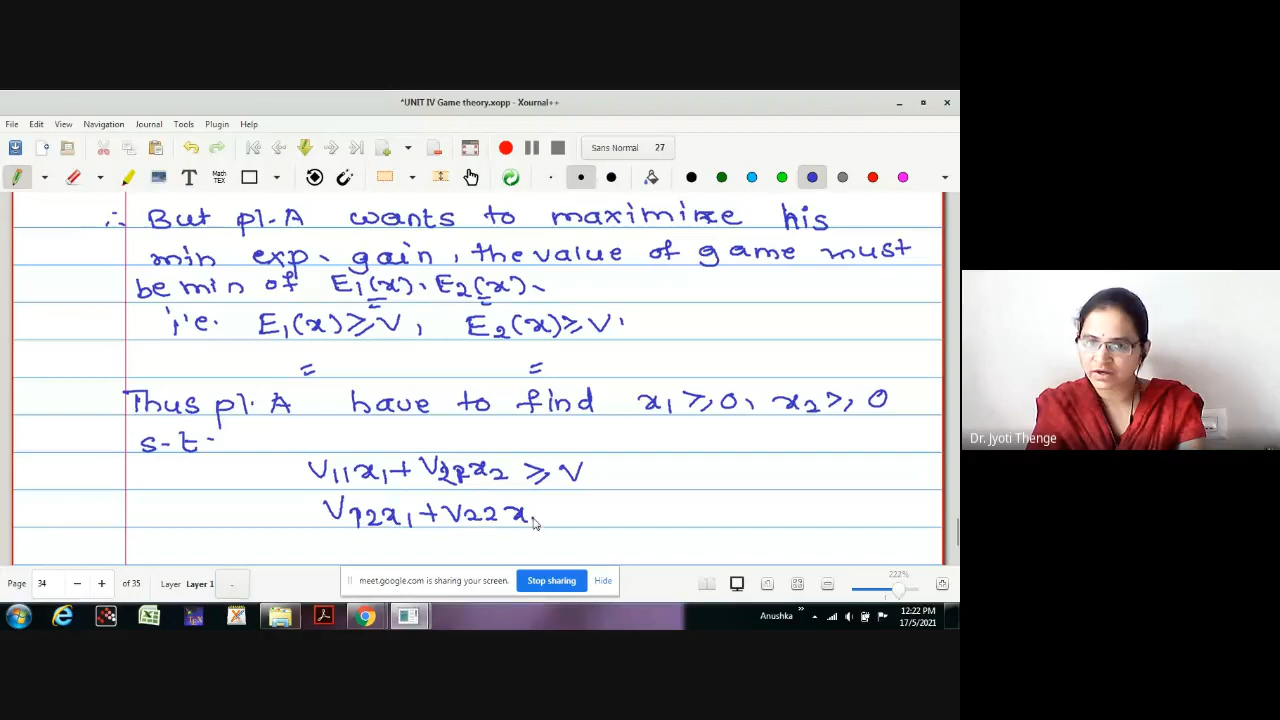 *UNIT IV Game theory.xopp - Xournal++
File Edit View Navigation Journal Tools Plugin Help
Sans Normal 27
∴ But pl. A wants to maximize his
min exp. gain, the value of game must
be min of E₁(x), E₂(x).
i.e. E₁(x) ≥ V, E₂(x) ≥ V.
Thus pl. A have to find x₁ ≥, 0, x₂ ≥, 0
s.t.
V₁₁x₁ + V₂₁x₂ ≥ V
V₁₂x₁ + V₂₂x
Dr. Jyoti Thenge
Page 34 of 35 Layer Layer 1
222%
meet.google.com is sharing your screen. Stop sharing Hide
Anushka
12:22 PM
17/5/2021